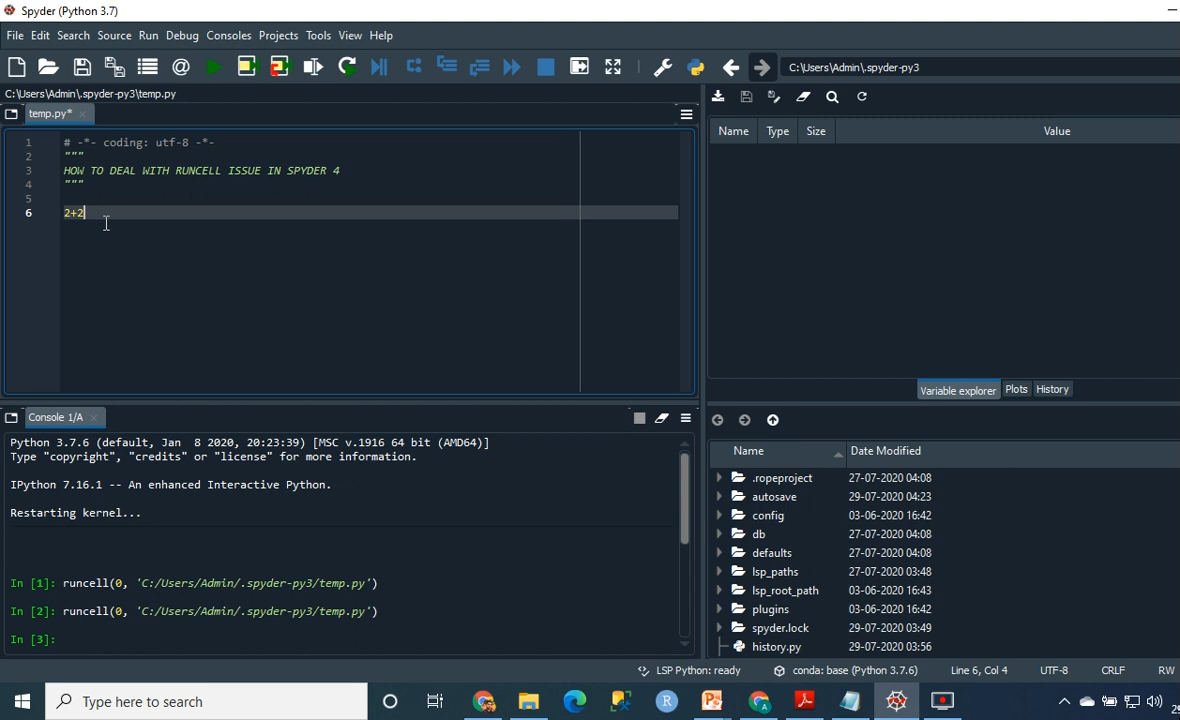 Spyder (Python 3.7)
File Edit Search Source Run Debug Consoles Projects Tools View Help
C:\Users\Admin\.spyder-py3
C:\Users\Admin\.spyder-py3\temp.py
temp.py*
1 # -*- coding: utf-8 -*-
2 """
3 HOW TO DEAL WITH RUNCELL ISSUE IN SPYDER 4
4 """
5
6 2+2
Name Type Size Value
Variable explorer Plots History
Console 1/A
Python 3.7.6 (default, Jan 8 2020, 20:23:39) [MSC v.1916 64 bit (AMD64)]
Type "copyright", "credits" or "license" for more information.
IPython 7.16.1 -- An enhanced Interactive Python.
Restarting kernel...
In [1]: runcell(0, 'C:/Users/Admin/.spyder-py3/temp.py')
In [2]: runcell(0, 'C:/Users/Admin/.spyder-py3/temp.py')
In [3]:
Name Date Modified
.ropeproject 27-07-2020 04:08
autosave 29-07-2020 04:23
config 03-06-2020 16:42
db 27-07-2020 04:08
defaults 27-07-2020 04:08
lsp_paths 27-07-2020 03:48
lsp_root_path 03-06-2020 16:43
plugins 03-06-2020 16:42
spyder.lock 29-07-2020 03:49
history.py 29-07-2020 03:56
LSP Python: ready conda: base (Python 3.7.6) Line 6, Col 4 UTF-8 CRLF RW
Type here to search